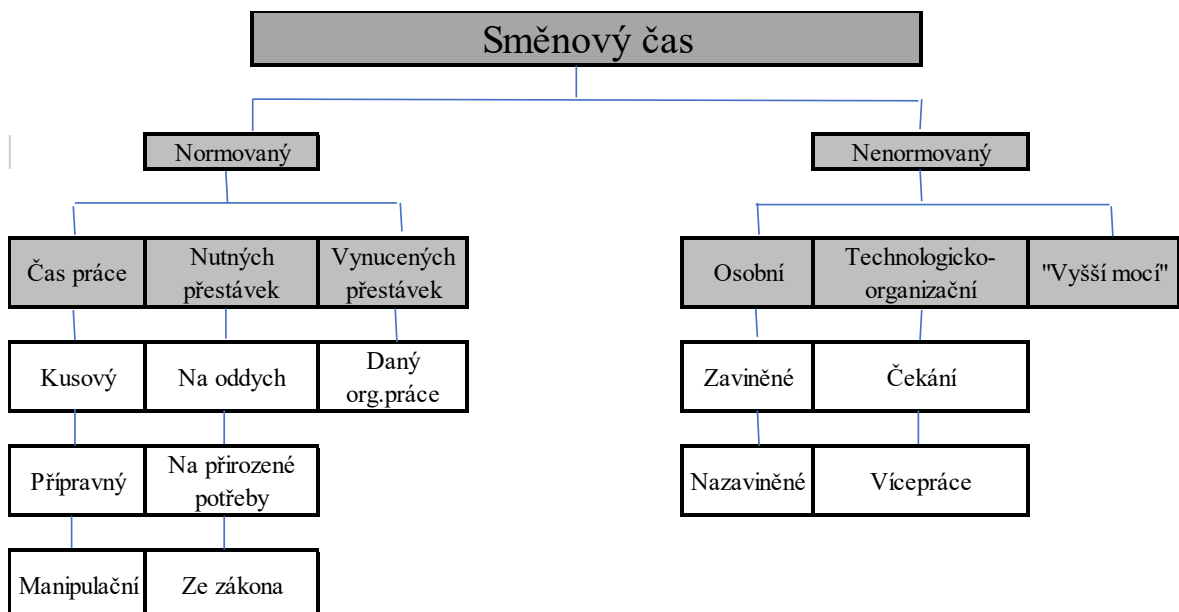 Směnový čas
Normovaný
Nenormovaný
Čas práce
Nutných
přestávek
Vynucených
přestávek
Osobní
Technologicko-
organizační
"Vyšší mocí"
Kusový
Na oddych
Daný
org.práce
Zaviněné
Čekání
Přípravný
Na přirozené
potřeby
Nazaviněné
Vícepráce
Manipulační
Ze zákona